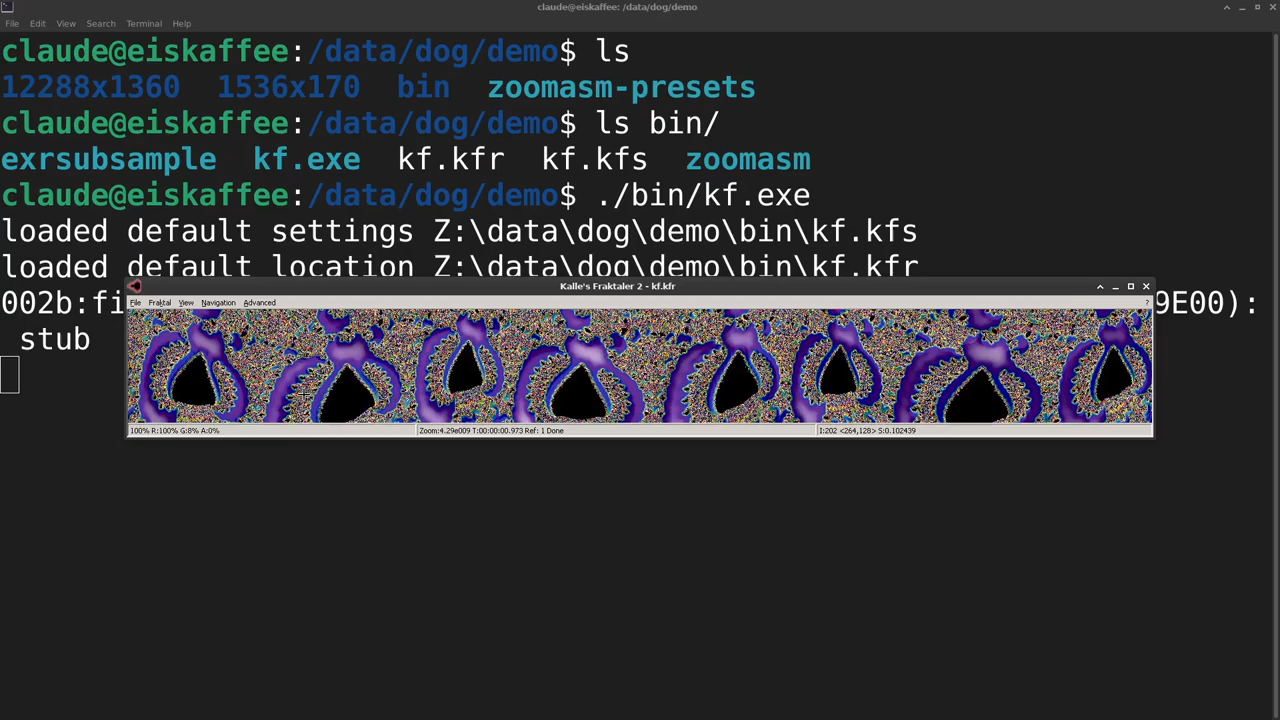 claude@eiskaffee: /data/dog/demo
File Edit View Search Terminal Help
claude@eiskaffee:/data/dog/demo$ ls
12288x1360 1536x170 bin zoomasm-presets
claude@eiskaffee:/data/dog/demo$ ls bin/
exrsubsample kf.exe kf.kfr kf.kfs zoomasm
claude@eiskaffee:/data/dog/demo$ ./bin/kf.exe
loaded default settings Z:\data\dog\demo\bin\kf.kfs
loaded default location Z:\data\dog\demo\bin\kf.kfr
002b:fi
9E00):
stub
Kalle's Fraktaler 2 - kf.kfr
File Fraktal View Navigation Advanced ?
100% R:100% G:8% A:0% Zoom:4.29e009 T:00:00:00.973 Ref: 1 Done I:202 <264,128> S:0.102439